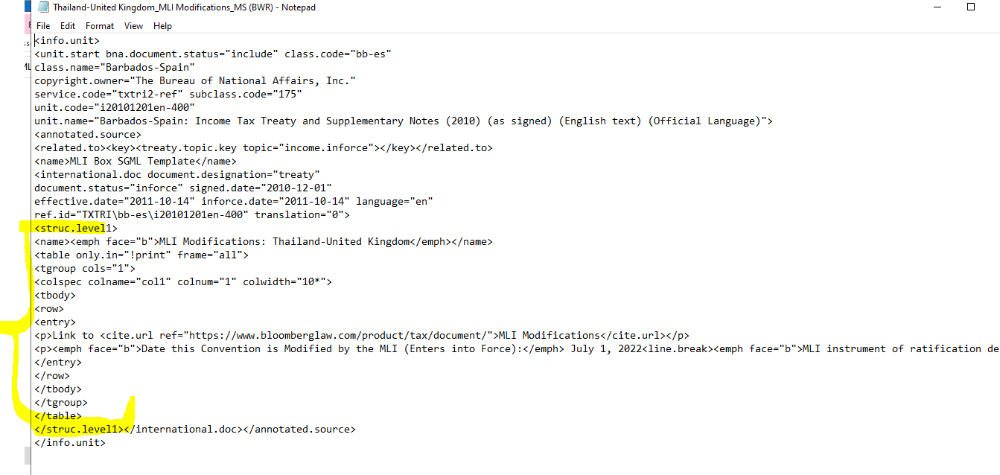 Thailand-United Kingdom_MLI Modifications_MS (BWR) - Notepad
File Edit Format View Help
<info.unit>
<unit.start bna.document.status="include" class.code="bb-es"
class.name="Barbados-Spain"
copyright.owner="The Bureau of National Affairs, Inc."
service.code="txtri2-ref" subclass.code="175"
unit.code="i20101201en-400"
unit.name="Barbados-Spain: Income Tax Treaty and Supplementary Notes (2010) (as signed) (English text) (Official Language)">
<annotated.source>
<related.to><key><treaty.topic.key topic="income.inforce"></key></related.to>
<name>MLI Box SGML Template</name>
<international.doc document.designation="treaty"
document.status="inforce" signed.date="2010-12-01"
effective.date="2011-10-14" inforce.date="2011-10-14" language="en"
ref.id="TXTRI\bb-es\i20101201en-400" translation="0">
<struc.level1>
<name><emph face="b">MLI Modifications: Thailand-United Kingdom</emph></name>
<table only.in="!print" frame="all">
<tgroup cols="1">
<colspec colname="col1" colnum="1" colwidth="10*">
<tbody>
<row>
<entry>
<p>Link to <cite.url ref="https://www.bloomberglaw.com/product/tax/document/">MLI Modifications</cite.url></p>
<p><emph face="b">Date this Convention is Modified by the MLI (Enters into Force):</emph> July 1, 2022<line.break><emph face="b">MLI instrument of ratification de
</entry>
</row>
</tbody>
</tgroup>
</table>
</struc.level1></international.doc></annotated.source>
</info.unit>